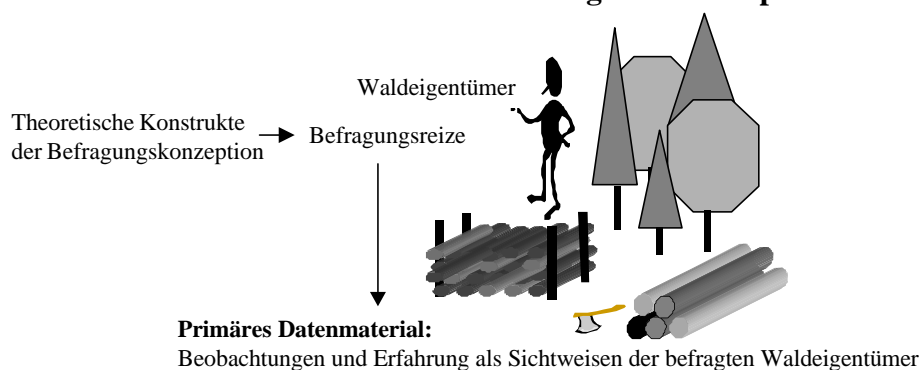 Waldeigentümer
Theoretische Konstrukte
der Befragungskonzeption
Befragungsreize
Primäres Datenmaterial:
Beobachtungen und Erfahrung als Sichtweisen der befragten Waldeigentümer